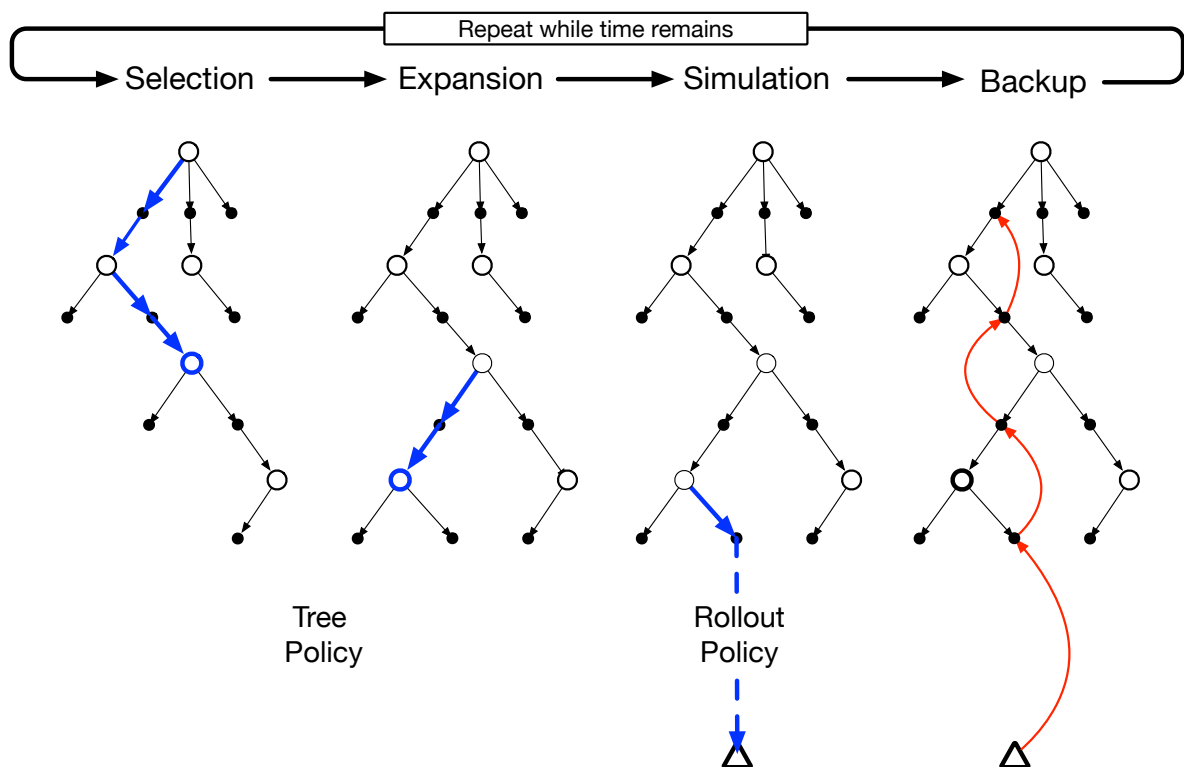 Repeat while time remains
Selection
Expansion
Simulation
Backup
Tree
Policy
Rollout
Policy